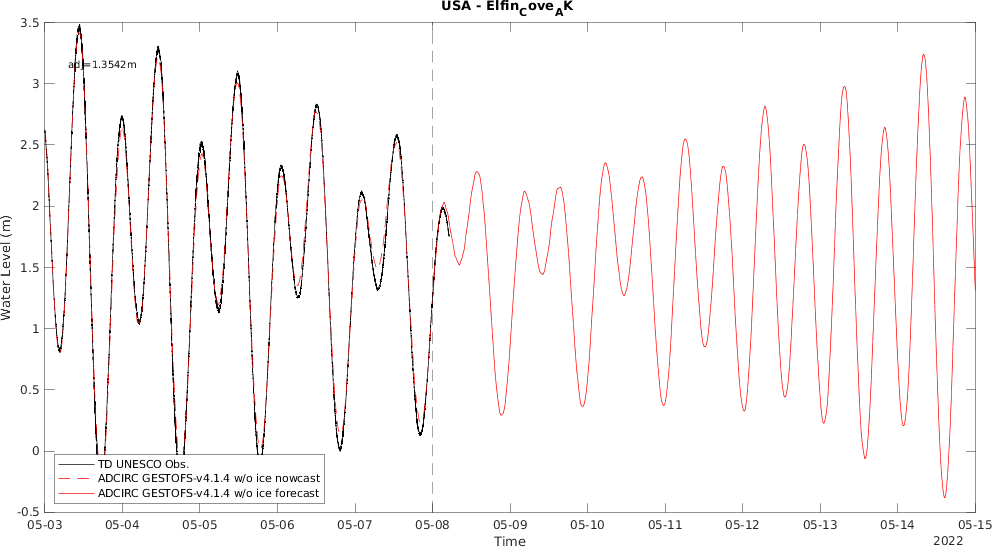 USA - Elfin_Cove_AK
adj=1.3542m
3.5
3
2.5
2
1.5
1
0.5
0
-0.5
Water Level (m)
TD UNESCO Obs.
ADCIRC GESTOFS-v4.1.4 w/o ice nowcast
ADCIRC GESTOFS-v4.1.4 w/o ice forecast
05-03 05-04 05-05 05-06 05-07 05-08 05-09 05-10 05-11 05-12 05-13 05-14 05-15
Time
2022